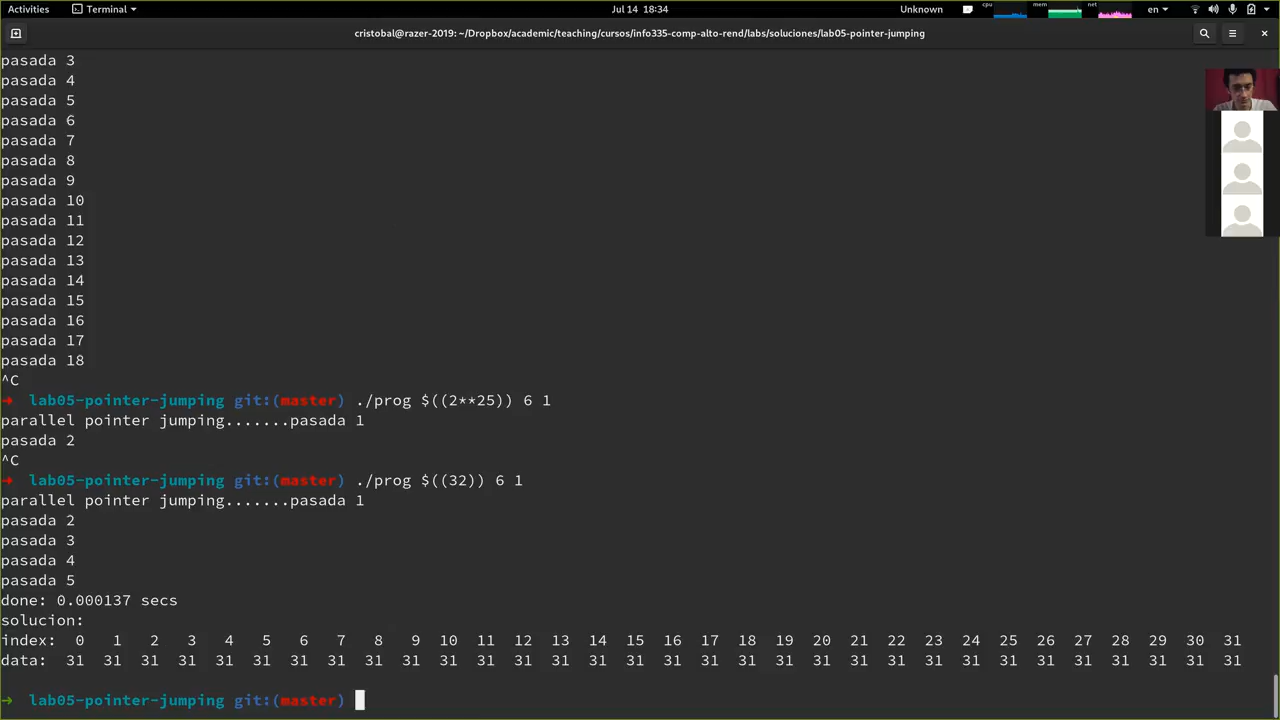 Activities Terminal Jul 14 18:34 Unknown cpu mem net en
cristobal@razer-2019: ~/Dropbox/academic/teaching/cursos/info335-comp-alto-rend/labs/soluciones/lab05-pointer-jumping
pasada 3
pasada 4
pasada 5
pasada 6
pasada 7
pasada 8
pasada 9
pasada 10
pasada 11
pasada 12
pasada 13
pasada 14
pasada 15
pasada 16
pasada 17
pasada 18
^C
→ lab05-pointer-jumping git:(master) ./prog $((2**25)) 6 1
parallel pointer jumping.......pasada 1
pasada 2
^C
→ lab05-pointer-jumping git:(master) ./prog $((32)) 6 1
parallel pointer jumping.......pasada 1
pasada 2
pasada 3
pasada 4
pasada 5
done: 0.000137 secs
solucion:
index: 0 1 2 3 4 5 6 7 8 9 10 11 12 13 14 15 16 17 18 19 20 21 22 23 24 25 26 27 28 29 30 31
data: 31 31 31 31 31 31 31 31 31 31 31 31 31 31 31 31 31 31 31 31 31 31 31 31 31 31 31 31 31 31 31 31
→ lab05-pointer-jumping git:(master)